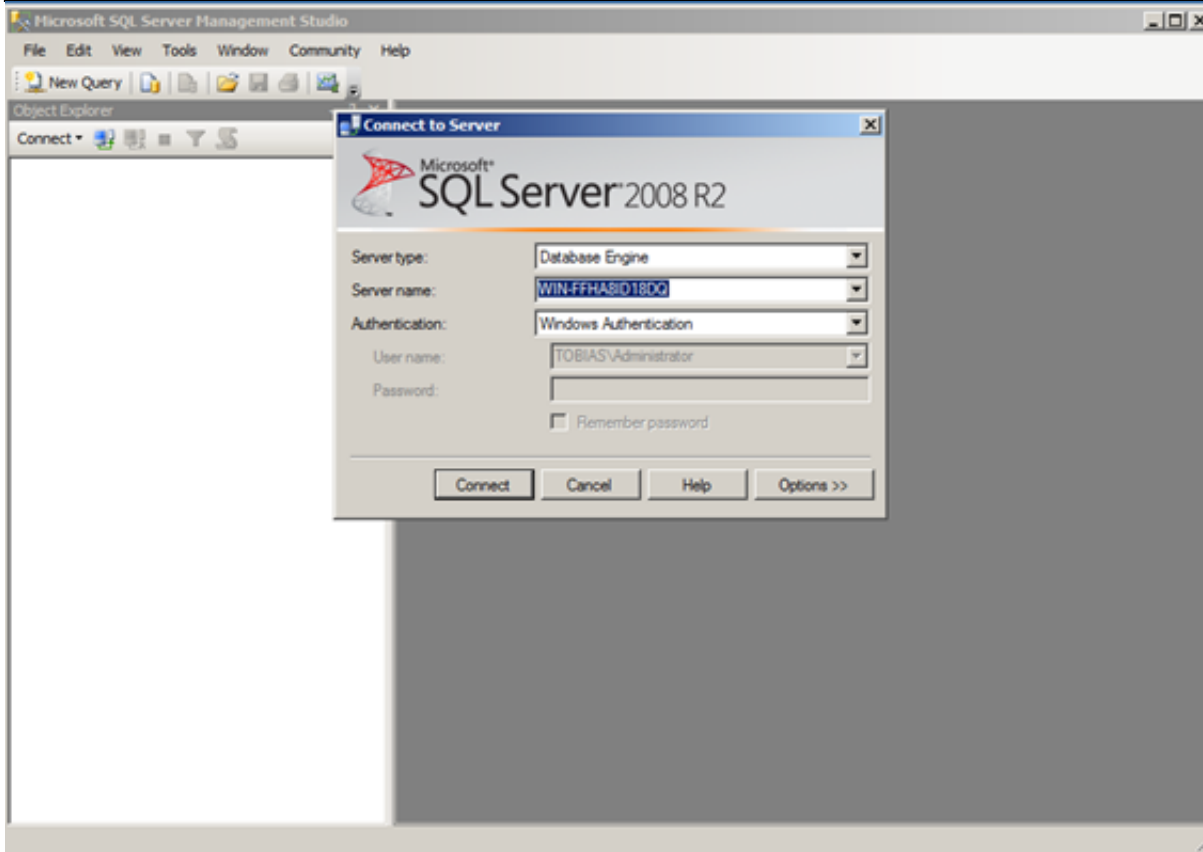 Microsoft SQL Server Management Studio
File Edit View Tools Window Community Help
New Query
Object Explorer
Connect
Connect to Server
Microsoft®
SQL Server® 2008 R2
Server type: Database Engine
Server name: WIN-FFHA8ID18DQ
Authentication: Windows Authentication
User name: TOBIAS\Administrator
Password:
Remember password
Connect Cancel Help Options >>